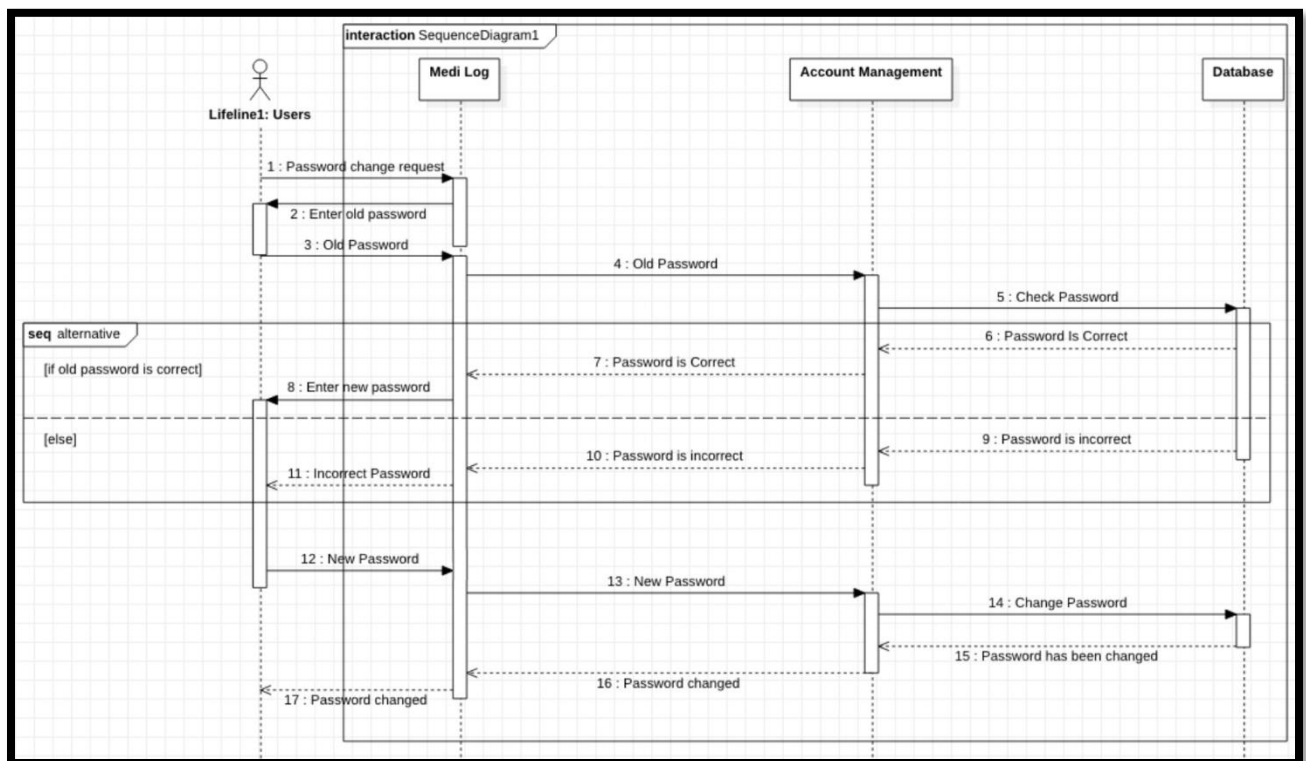 interaction SequenceDiagram1
Medi Log
Account Management
Database
Lifeline1: Users
1 : Password change request
2 : Enter old password
3 : Old Password
4 : Old Password
5 : Check Password
seq alternative
6 : Password Is Correct
7 : Password is Correct
[if old password is correct]
8 : Enter new password
[else]
9 : Password is incorrect
10 : Password is incorrect
11 : Incorrect Password
12 : New Password
13 : New Password
14 : Change Password
15 : Password has been changed
16 : Password changed
17 : Password changed